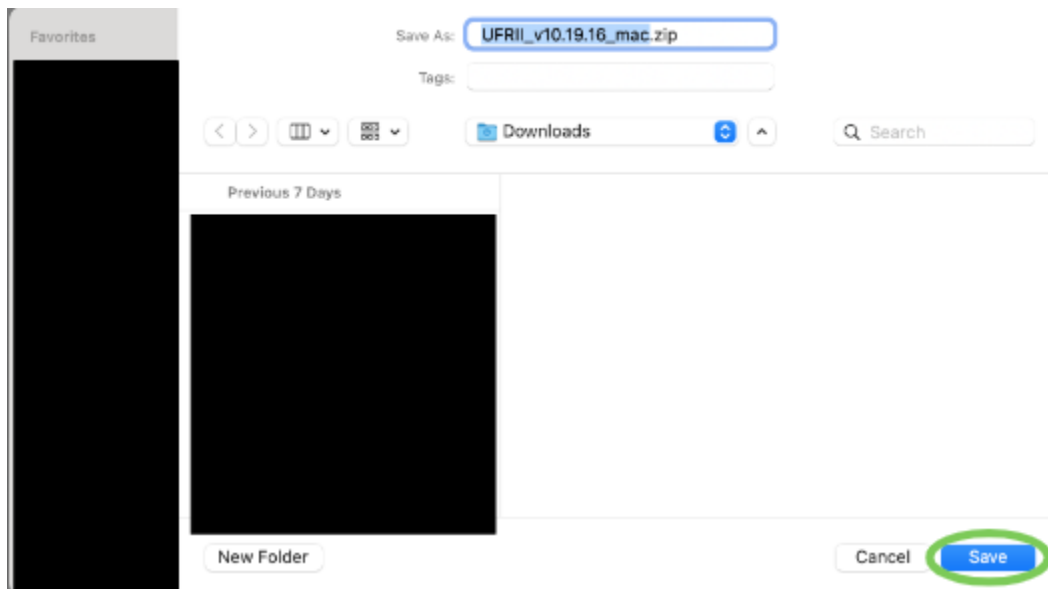 Favorites
Save As: UFRII_v10.19.16_mac.zip
Tags:
Downloads
Search
Previous 7 Days
New Folder
Cancel
Save